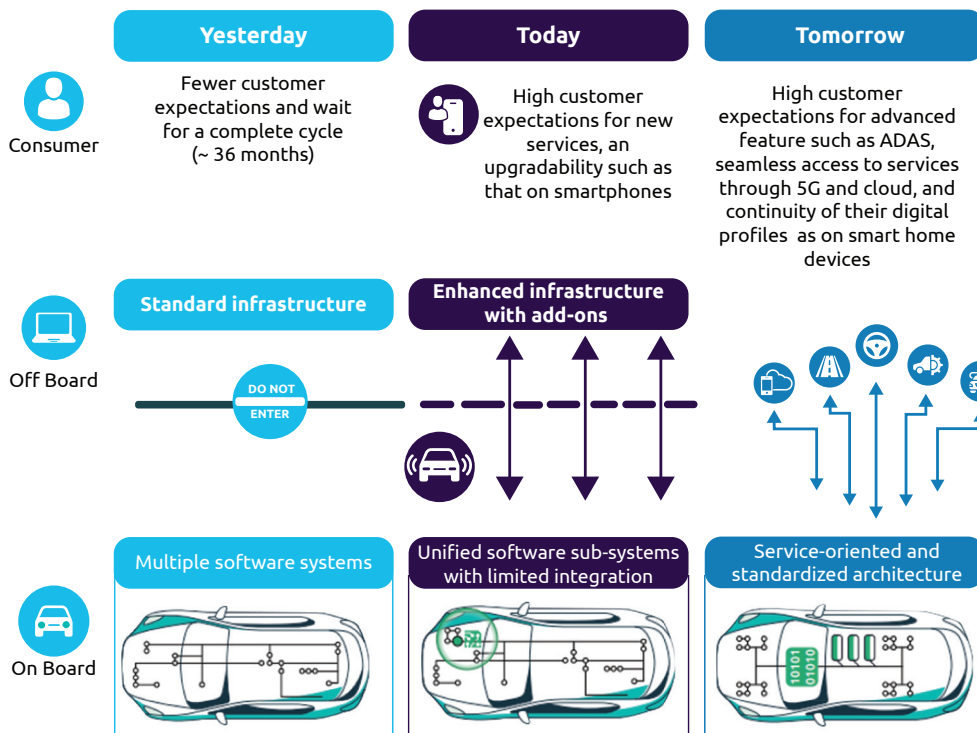 Yesterday
Today
Tomorrow
Consumer
Fewer customer
expectations and wait
for a complete cycle
(~ 36 months)
High customer
expectations for new
services, an
upgradability such as
that on smartphones
High customer
expectations for advanced
feature such as ADAS,
seamless access to services
through 5G and cloud, and
continuity of their digital
profiles as on smart home
devices
Off Board
Standard infrastructure
Enhanced infrastructure
with add-ons
DO NOT
ENTER
On Board
Multiple software systems
Unified software sub-systems
with limited integration
Service-oriented and
standardized architecture
10101
01010